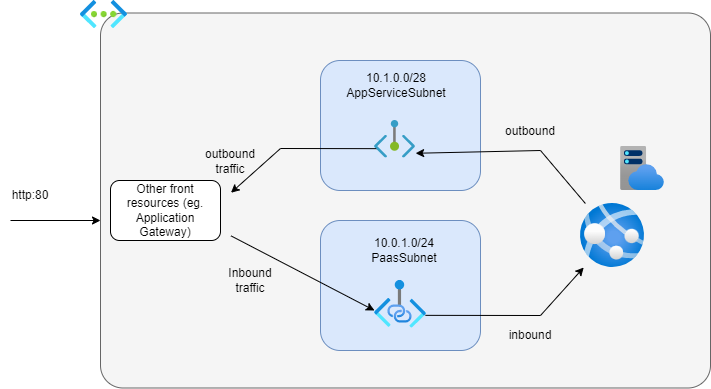 10.1.0.0/28
AppServiceSubnet
outbound
outbound
traffic
http:80
Other front
resources (eg.
Application
Gateway)
10.0.1.0/24
PaasSubnet
Inbound
traffic
inbound